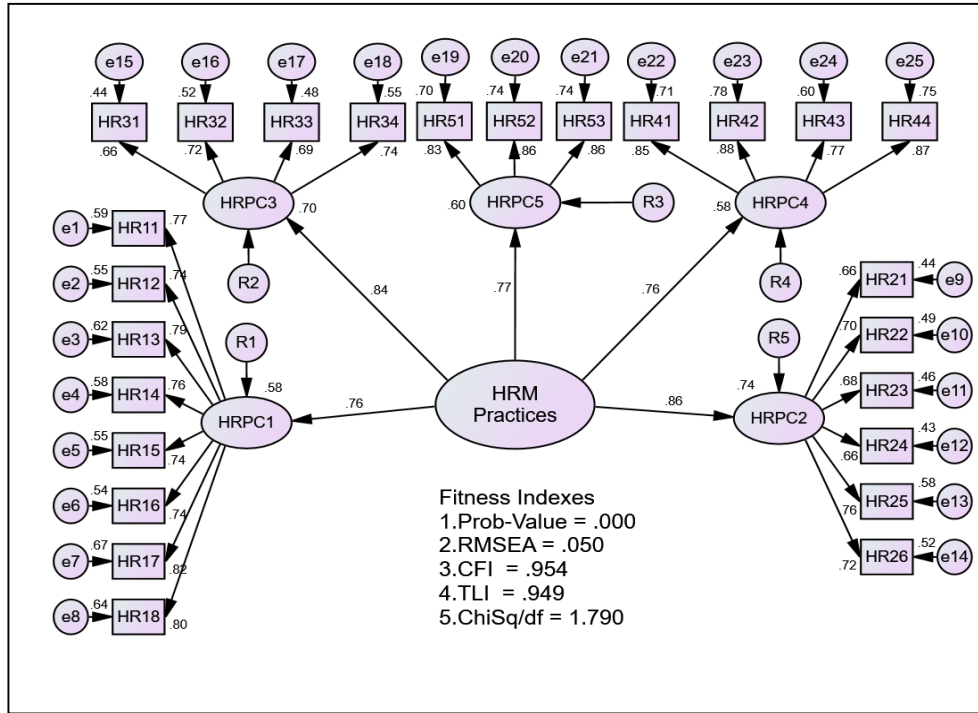 e15 e16 e17 e18 e19 e20 e21 e22 e23 e24 e25
.44 .52 .48 .55 .70 .74 .74 .71 .78 .60 .75
HR31 HR32 HR33 HR34 HR51 HR52 HR53 HR41 HR42 HR43 HR44
.66 .72 .69 .74 .83 .86 .86 .85 .88 .77 .87
HRPC3 .70 .60 HRPC5 R3 .58 HRPC4
e1 .59 HR11 .77
e2 .55 HR12 .74
R2 R4
.66 HR21 .44 e9
e3 .62 HR13 .79
R1 R5
.84 .77 .76
.70 HR22 .49 e10
e4 .58 HR14 .76
.58 HRPC1 .76
HRM
Practices
.86 .74 HRPC2
.68 HR23 .46 e11
e5 .55 HR15 .74
.66 HR24 .43 e12
e6 .54 HR16 .74
.76 HR25 .58 e13
e7 .67 HR17 .82
.72 HR26 .52 e14
e8 .64 HR18 .80
Fitness Indexes
1.Prob-Value = .000
2.RMSEA = .050
3.CFI = .954
4.TLI = .949
5.ChiSq/df = 1.790